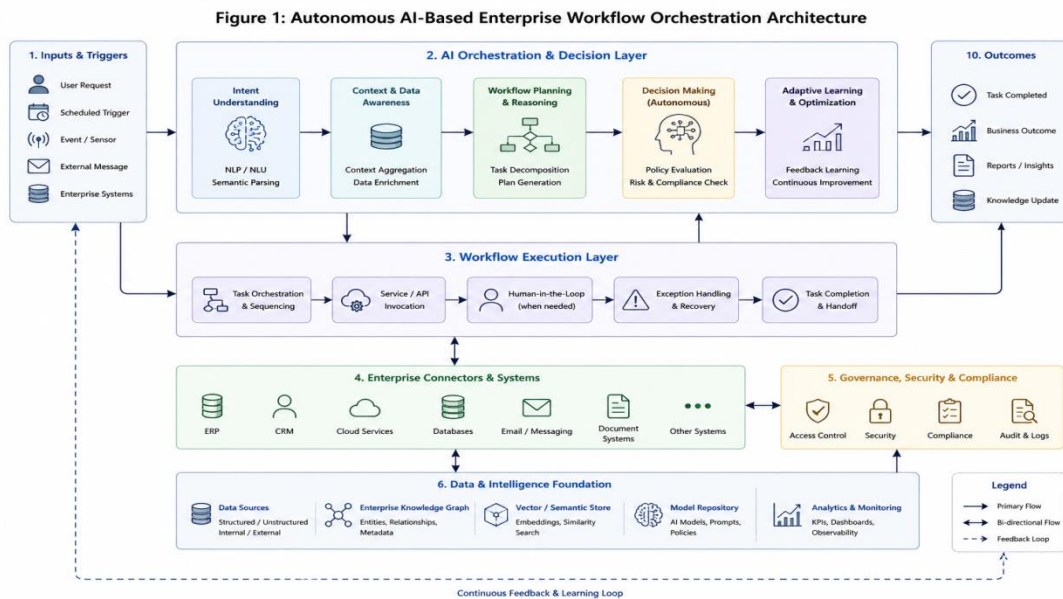 Figure 1: Autonomous AI-Based Enterprise Workflow Orchestration Architecture
1. Inputs & Triggers
User Request
Scheduled Trigger
Event / Sensor
External Message
Enterprise Systems
2. AI Orchestration & Decision Layer
Intent
Understanding
NLP / NLU
Semantic Parsing
Context & Data
Awareness
Context Aggregation
Data Enrichment
Workflow Planning
& Reasoning
Task Decomposition
Plan Generation
Decision Making
(Autonomous)
Policy Evaluation
Risk & Compliance Check
Adaptive Learning
& Optimization
Feedback Learning
Continuous Improvement
10. Outcomes
Task Completed
Business Outcome
Reports / Insights
Knowledge Update
3. Workflow Execution Layer
Task Orchestration
& Sequencing
Service / API
Invocation
Human-in-the-Loop
(when needed)
Exception Handling
& Recovery
Task Completion
& Handoff
4. Enterprise Connectors & Systems
ERP
CRM
Cloud Services
Databases
Email / Messaging
Document
Systems
Other Systems
5. Governance, Security & Compliance
Access Control
Security
Compliance
Audit & Logs
6. Data & Intelligence Foundation
Data Sources
Structured / Unstructured
Internal / External
Enterprise Knowledge Graph
Entities, Relationships,
Metadata
Vector / Semantic Store
Embeddings, Similarity
Search
Model Repository
AI Models, Prompts,
Policies
Analytics & Monitoring
KPIs, Dashboards,
Observability
Legend
Primary Flow
Bi-directional Flow
Feedback Loop
Continuous Feedback & Learning Loop